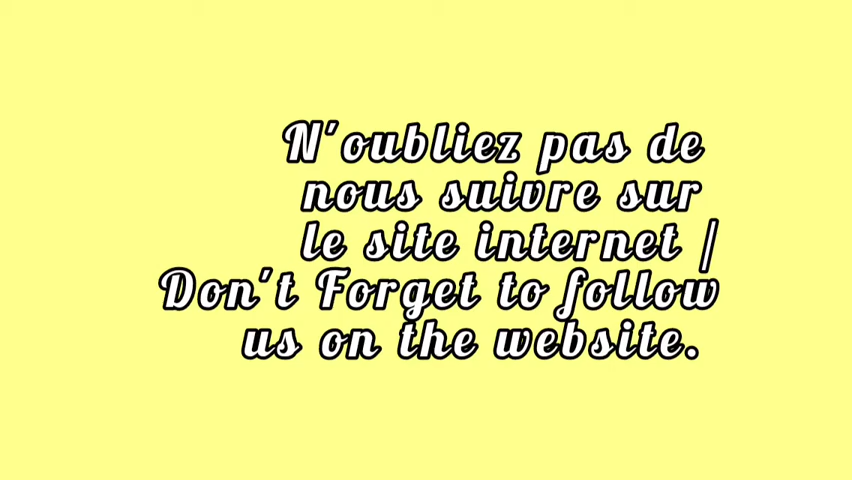 N'oubliez pas de
nous suivre sur
le site internet |
Don't Forget to follow
us on the website.